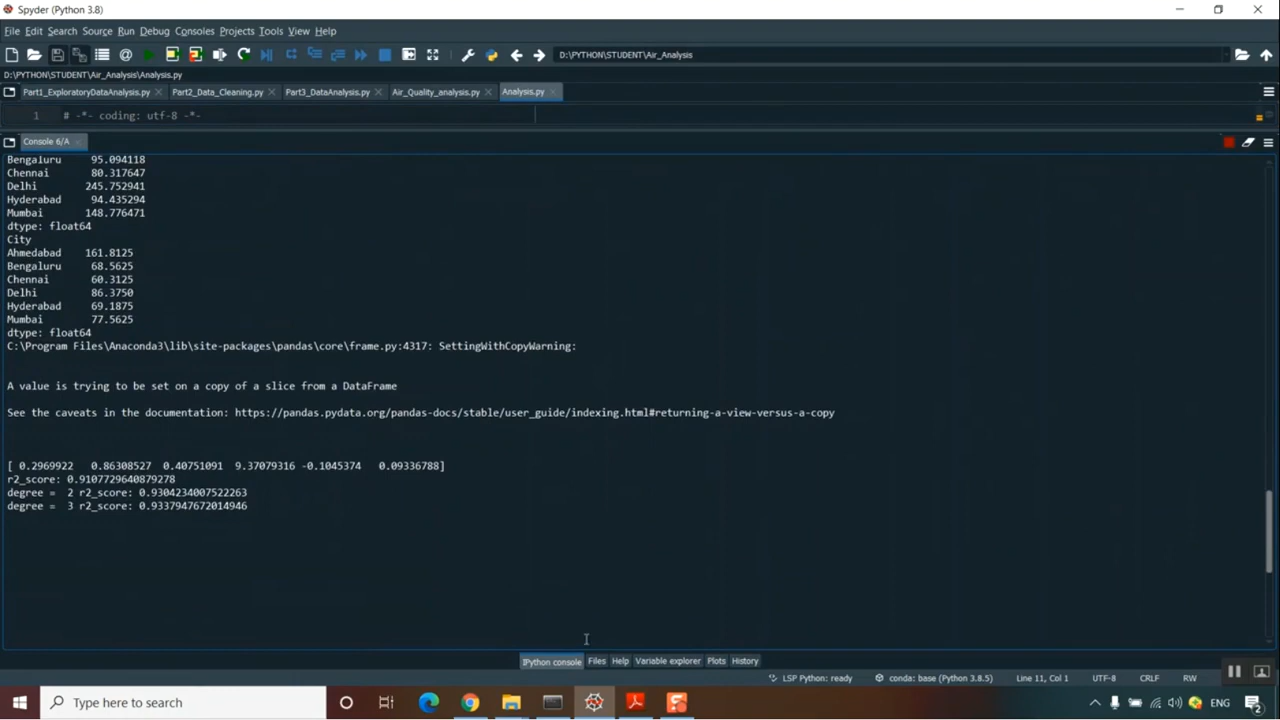 Spyder (Python 3.8)
File Edit Search Source Run Debug Consoles Projects Tools View Help
D:\PYTHON\STUDENT\Air_Analysis
D:\PYTHON\STUDENT\Air_Analysis\Analysis.py
Part1_ExploratoryDataAnalysis.py Part2_Data_Cleaning.py Part3_DataAnalysis.py Air_Quality_analysis.py Analysis.py
1 # -*- coding: utf-8 -*-
Console 6/A
Bengaluru 95.094118
Chennai 80.317647
Delhi 245.752941
Hyderabad 94.435294
Mumbai 148.776471
dtype: float64
City
Ahmedabad 161.8125
Bengaluru 68.5625
Chennai 60.3125
Delhi 86.3750
Hyderabad 69.1875
Mumbai 77.5625
dtype: float64
C:\Program Files\Anaconda3\lib\site-packages\pandas\core\frame.py:4317: SettingWithCopyWarning:
A value is trying to be set on a copy of a slice from a DataFrame
See the caveats in the documentation: https://pandas.pydata.org/pandas-docs/stable/user_guide/indexing.html#returning-a-view-versus-a-copy
[ 0.2969922 0.86308527 0.40751091 9.37079316 -0.1045374 0.09336788]
r2_score: 0.9107729640879278
degree = 2 r2_score: 0.9304234007522263
degree = 3 r2_score: 0.9337947672014946
IPython console Files Help Variable explorer Plots History
LSP Python: ready conda: base (Python 3.8.5) Line 11, Col 1 UTF-8 CRLF RW
Type here to search
ENG
2